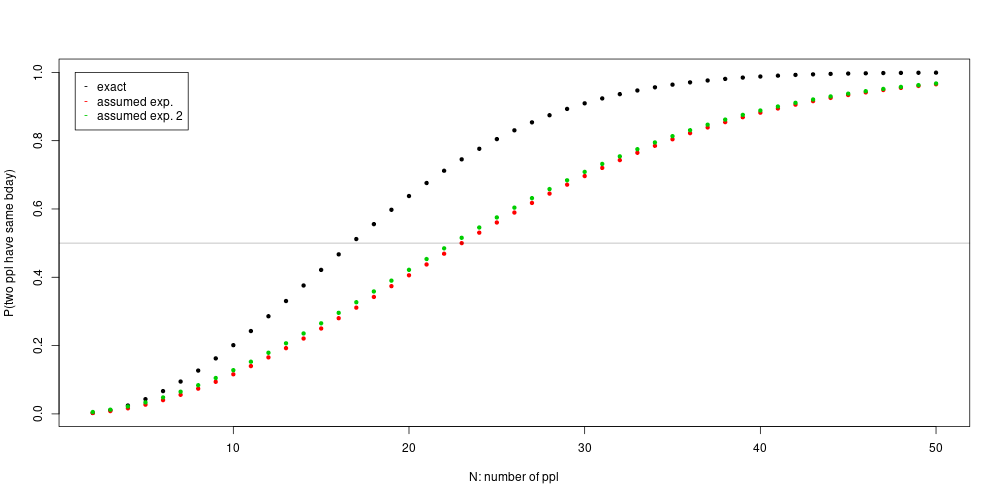 exact
assumed exp.
assumed exp. 2
P(two ppl have same bday)
1.0
0.8
0.6
0.4
0.2
0.0
10 20 30 40 50
N: number of ppl